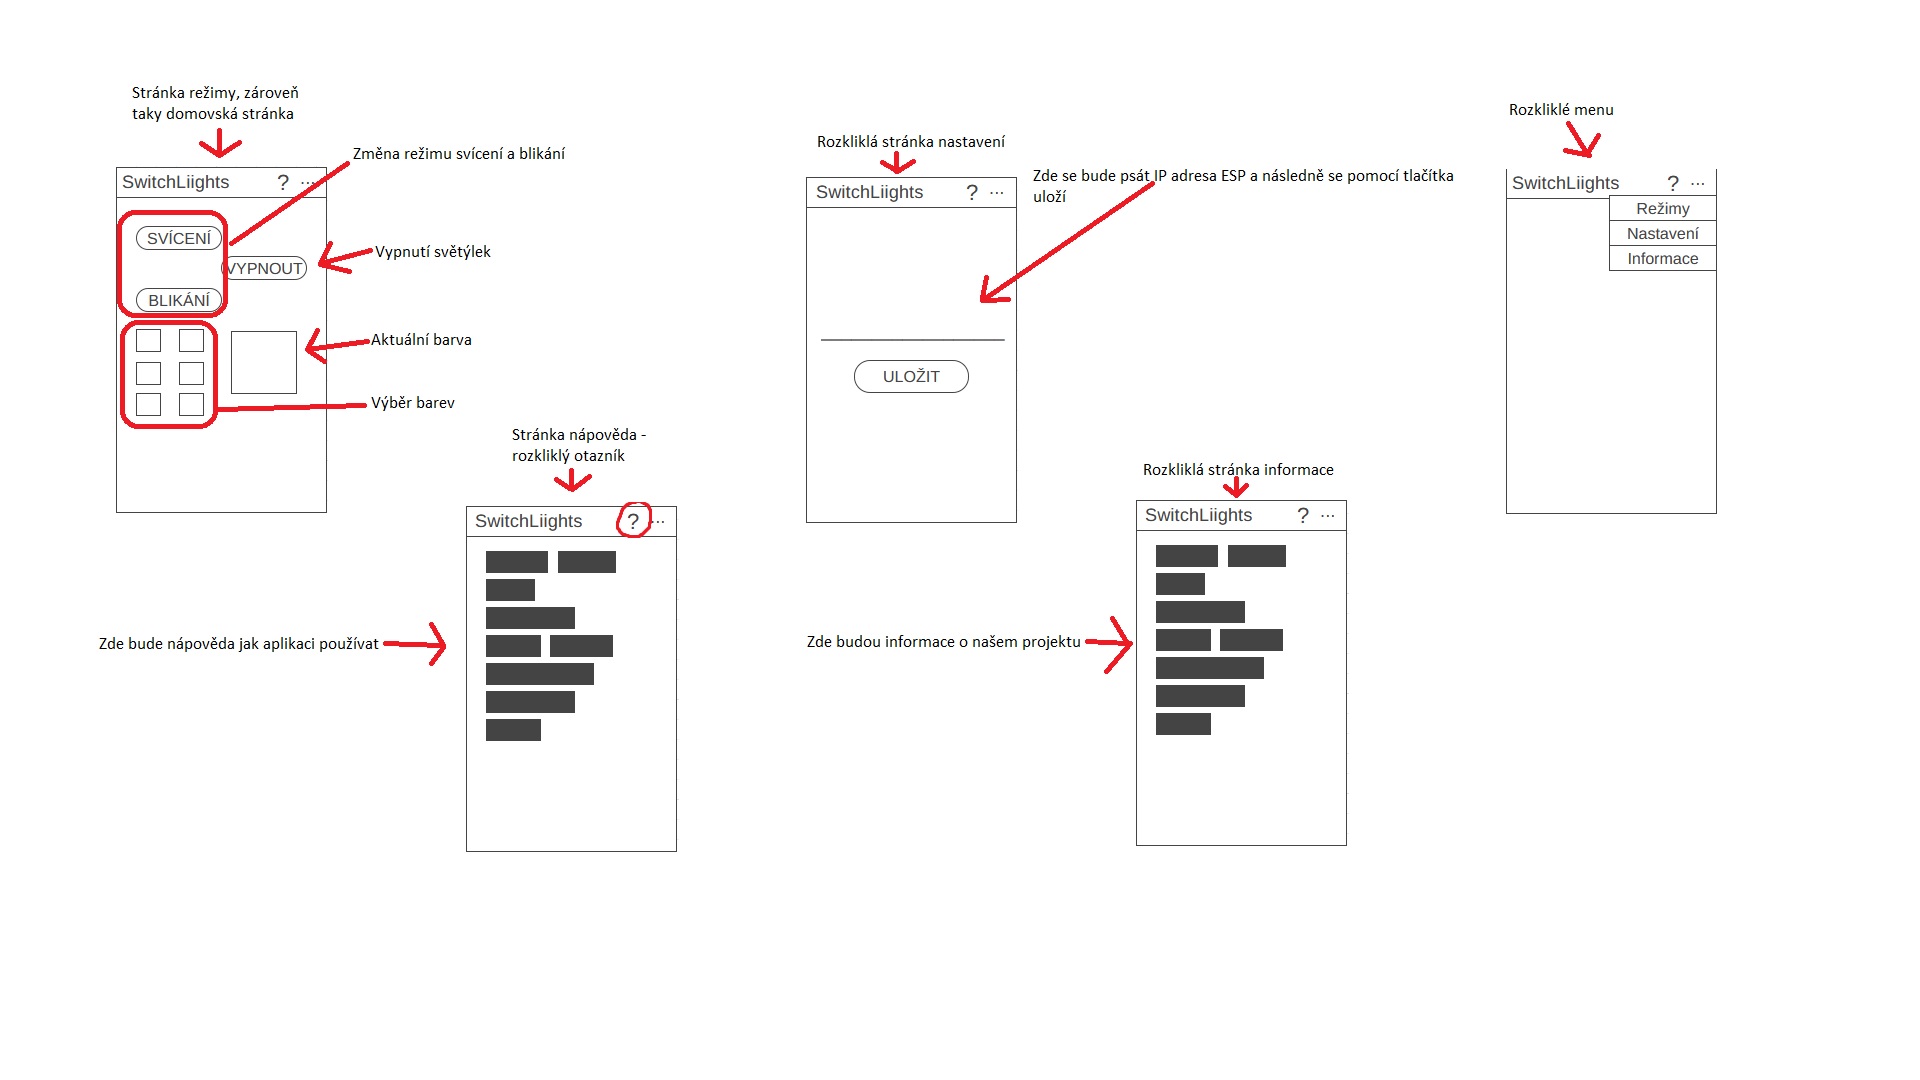 Stránka režimy, zároveň
taky domovská stránka
Změna režimu svícení a blikání
SwitchLiights ? ...
SVÍCENÍ
VYPNOUT
Vypnutí světýlek
BLIKÁNÍ
Aktuální barva
Výběr barev
Stránka nápověda -
rozkliklý otazník
SwitchLiights ? ...
Zde bude nápověda jak aplikaci používat
Rozkliklá stránka nastavení
SwitchLiights ? ...
Zde se bude psát IP adresa ESP a následně se pomocí tlačítka
uloží
ULOŽIT
Rozkliklá stránka informace
SwitchLiights ? ...
Zde budou informace o našem projektu
Rozkliklé menu
SwitchLiights ? ...
Režimy
Nastavení
Informace